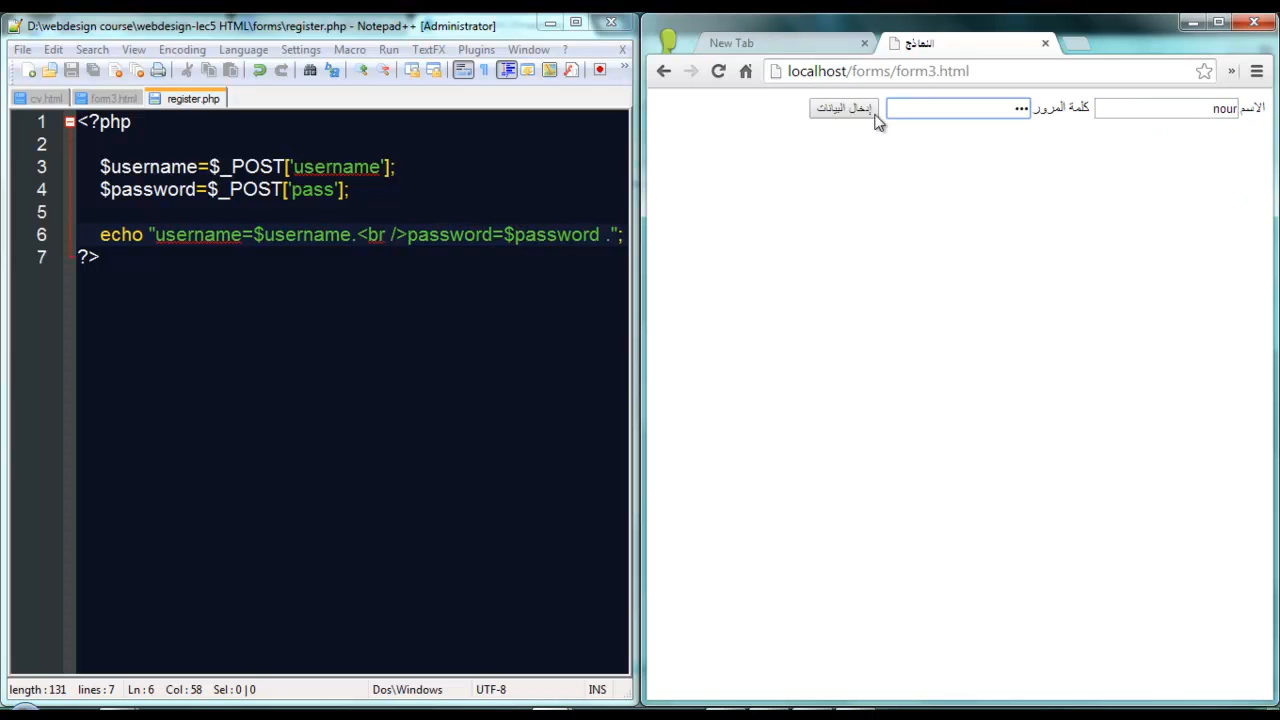 D:\webdesign course\webdesign-lec5 HTML\forms\register.php - Notepad++ [Administrator]
File Edit Search View Encoding Language Settings Macro Run TextFX Plugins Window ? X
cv.html form3.html register.php
1 <?php
2
3 $username=$_POST['username'];
4 $password=$_POST['pass'];
5
6 echo "username=$username.<br />password=$password .";
7 ?>
length : 131 lines : 7 Ln : 6 Col : 58 Sel : 0 | 0 Dos\Windows UTF-8 INS
New Tab النماذج
localhost/forms/form3.html
الاسم nour كلمة المرور ••• إدخال البيانات